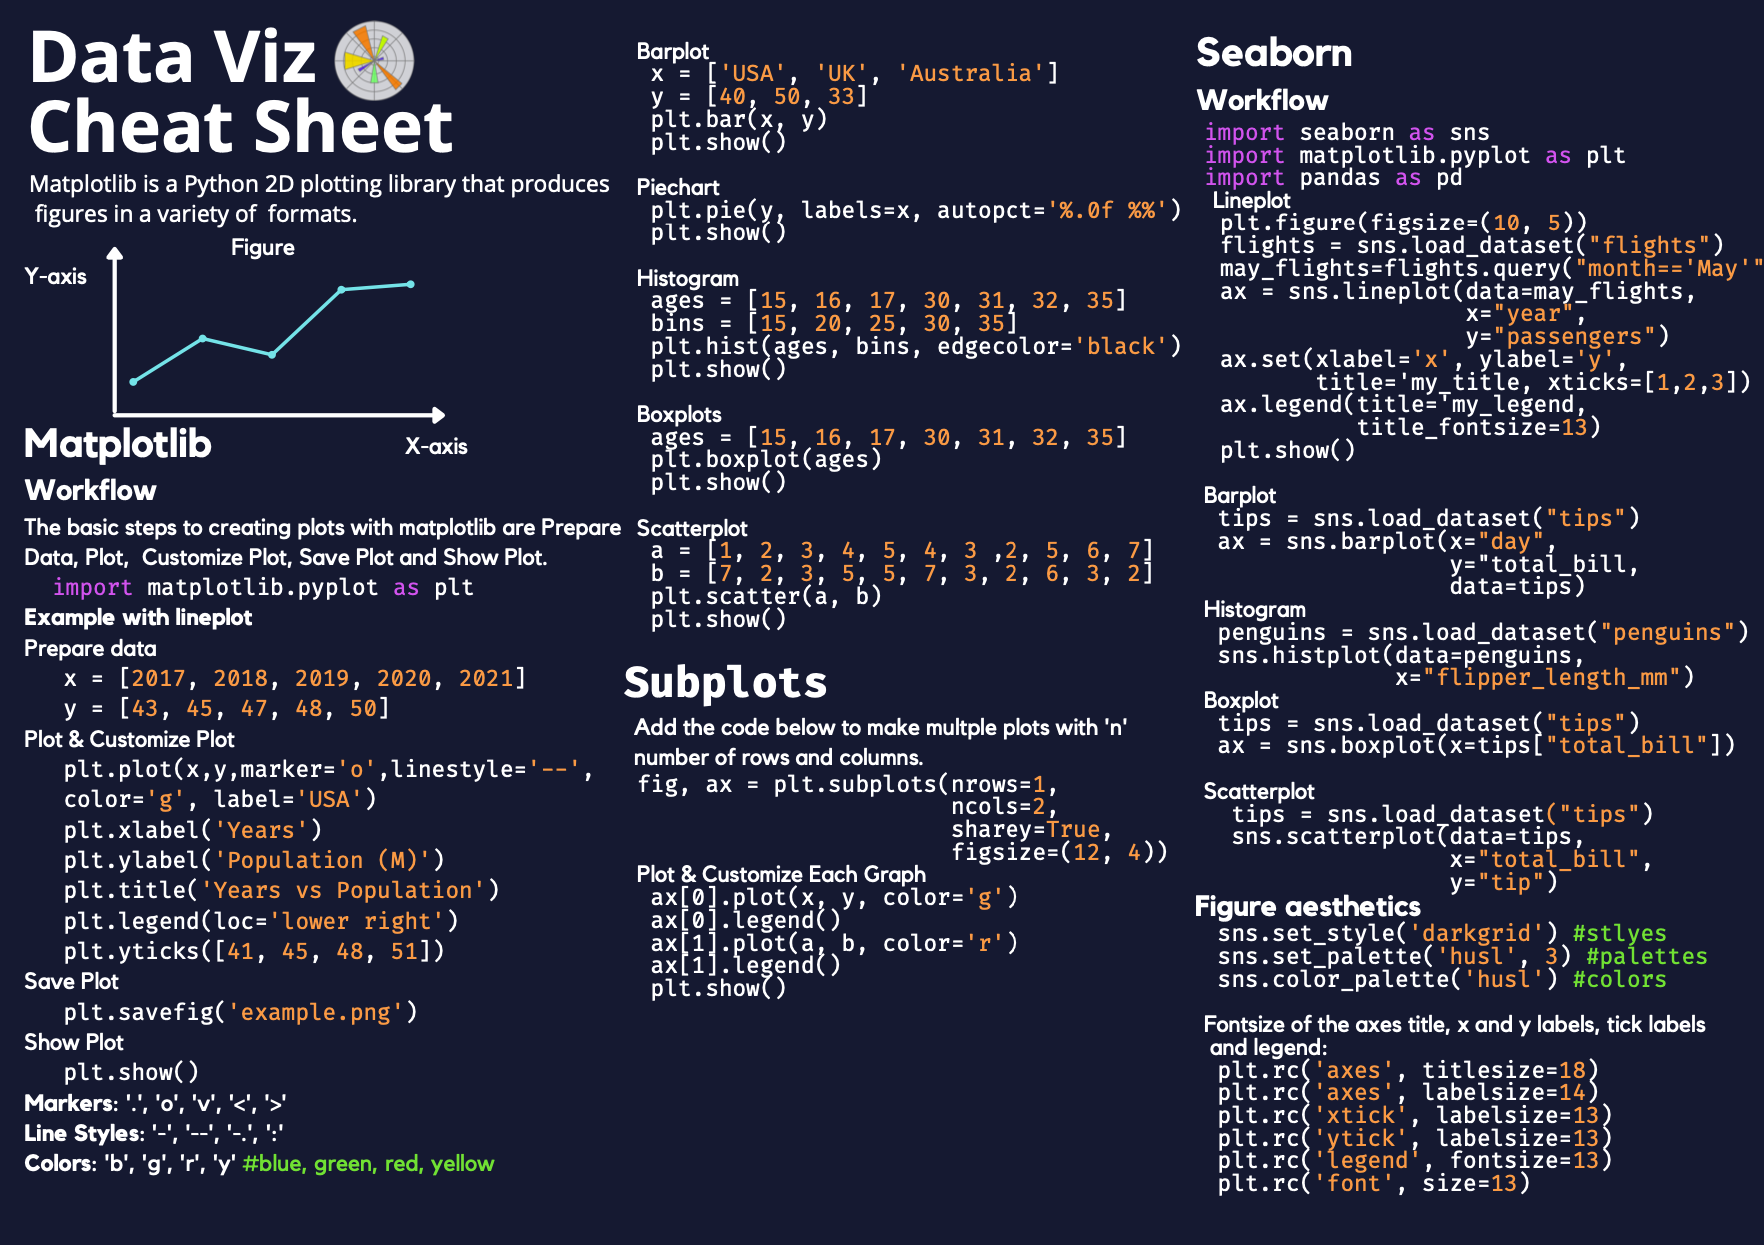 Data Viz
Cheat Sheet
Matplotlib is a Python 2D plotting library that produces
figures in a variety of  formats.
Figure
Y-axis
X-axis
Matplotlib
Workflow
The basic steps to creating plots with matplotlib are Prepare
Data, Plot,  Customize Plot, Save Plot and Show Plot.
import matplotlib.pyplot as plt
Example with lineplot
Prepare data
x = [2017, 2018, 2019, 2020, 2021]
y = [43, 45, 47, 48, 50]
Plot & Customize Plot
plt.plot(x,y,marker='o',linestyle='--',
color='g', label='USA')
plt.xlabel('Years')
plt.ylabel('Population (M)')
plt.title('Years vs Population')
plt.legend(loc='lower right')
plt.yticks([41, 45, 48, 51])
Save Plot
plt.savefig('example.png')
Show Plot
plt.show()
Markers: '.', 'o', 'v', '<', '>'
Line Styles: '-', '--', '-.', ':'
Colors: 'b', 'g', 'r', 'y' #blue, green, red, yellow
Barplot
x = ['USA', 'UK', 'Australia']
y = [40, 50, 33]
plt.bar(x, y)
plt.show()
Piechart
plt.pie(y, labels=x, autopct='%.0f %%')
plt.show()
Histogram
ages = [15, 16, 17, 30, 31, 32, 35]
bins = [15, 20, 25, 30, 35]
plt.hist(ages, bins, edgecolor='black')
plt.show()
Boxplots
ages = [15, 16, 17, 30, 31, 32, 35]
plt.boxplot(ages)
plt.show()
Scatterplot
a = [1, 2, 3, 4, 5, 4, 3 ,2, 5, 6, 7]
b = [7, 2, 3, 5, 5, 7, 3, 2, 6, 3, 2]
plt.scatter(a, b)
plt.show()
Subplots
Add the code below to make multple plots with 'n'
number of rows and columns.
fig, ax = plt.subplots(nrows=1,
ncols=2,
sharey=True,
figsize=(12, 4))
Plot & Customize Each Graph
ax[0].plot(x, y, color='g')
ax[0].legend()
ax[1].plot(a, b, color='r')
ax[1].legend()
plt.show()
Seaborn
Workflow
import seaborn as sns
import matplotlib.pyplot as plt
import pandas as pd
Lineplot
plt.figure(figsize=(10, 5))
flights = sns.load_dataset("flights")
may_flights=flights.query("month=='May'"
ax = sns.lineplot(data=may_flights,
x="year",
y="passengers")
ax.set(xlabel='x', ylabel='y',
title='my_title, xticks=[1,2,3])
ax.legend(title='my_legend,
title_fontsize=13)
plt.show()
Barplot
tips = sns.load_dataset("tips")
ax = sns.barplot(x="day",
y="total_bill,
data=tips)
Histogram
penguins = sns.load_dataset("penguins")
sns.histplot(data=penguins,
x="flipper_length_mm")
Boxplot
tips = sns.load_dataset("tips")
ax = sns.boxplot(x=tips["total_bill"])
Scatterplot
tips = sns.load_dataset("tips")
sns.scatterplot(data=tips,
x="total_bill",
y="tip")
Figure aesthetics
sns.set_style('darkgrid') #stlyes
sns.set_palette('husl', 3) #palettes
sns.color_palette('husl') #colors
Fontsize of the axes title, x and y labels, tick labels
and legend:
plt.rc('axes', titlesize=18)
plt.rc('axes', labelsize=14)
plt.rc('xtick', labelsize=13)
plt.rc('ytick', labelsize=13)
plt.rc('legend', fontsize=13)
plt.rc('font', size=13)